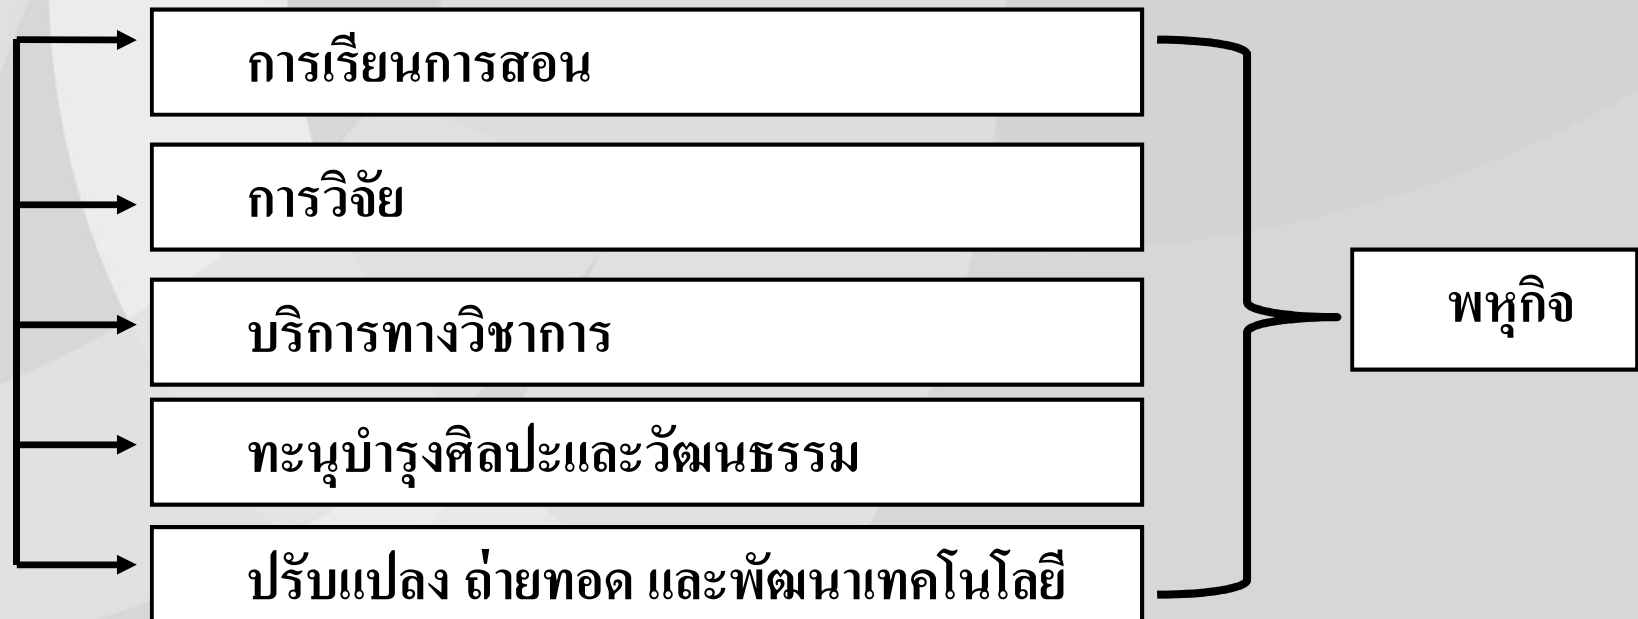 การเรียนการสอน
การวิจัย
บริการทางวิชาการ
ทะนุบำรุงศิลปะและวัฒนธรรม
ปรับแปลง ถ่ายทอด และพัฒนาเทคโนโลยี
พหุกิจ